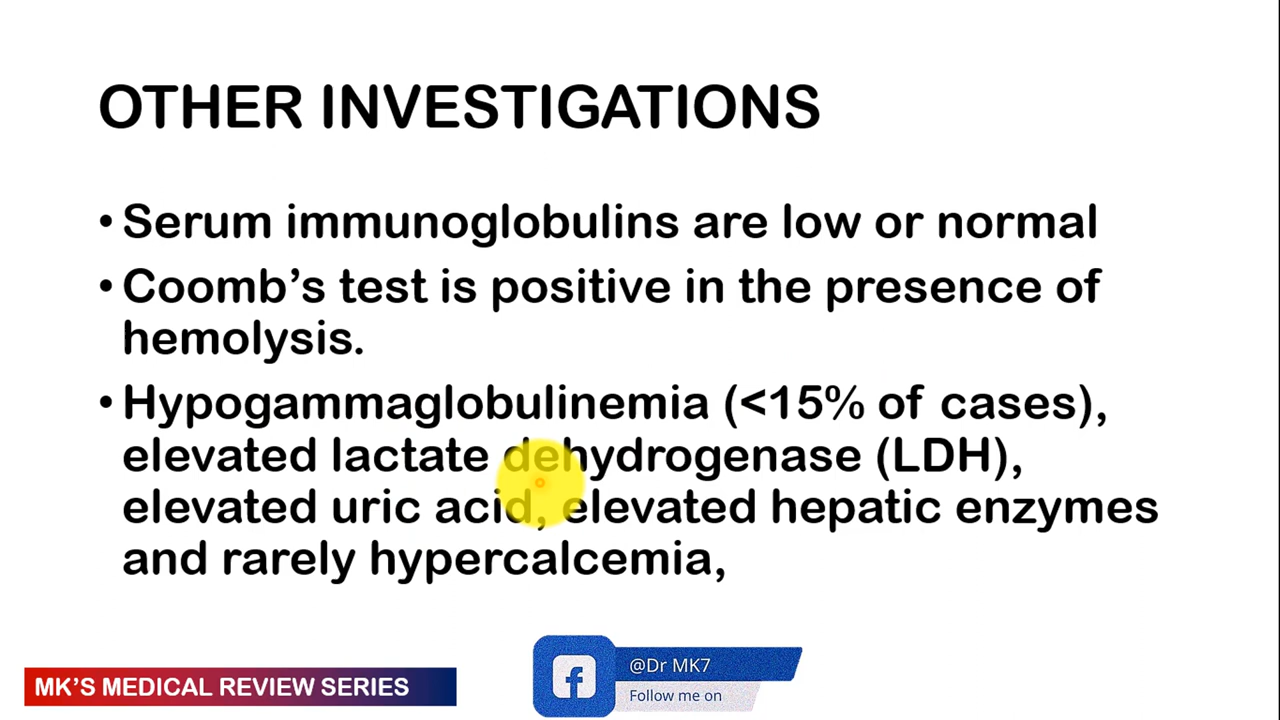 OTHER INVESTIGATIONS
• Serum immunoglobulins are low or normal
• Coomb’s test is positive in the presence of
hemolysis.
• Hypogammaglobulinemia (<15% of cases),
elevated lactate dehydrogenase (LDH),
elevated uric acid, elevated hepatic enzymes
and rarely hypercalcemia,
MK’S MEDICAL REVIEW SERIES
@Dr MK7
Follow me on